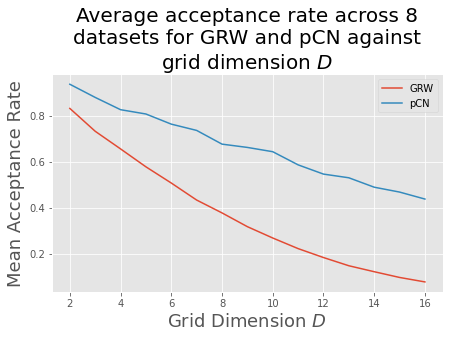 Average acceptance rate across 8
datasets for GRW and pCN against
grid dimension D
GRW
pCN
Mean Acceptance Rate
0.8
0.6
0.4
0.2
2 4 6 8 10 12 14 16
Grid Dimension D